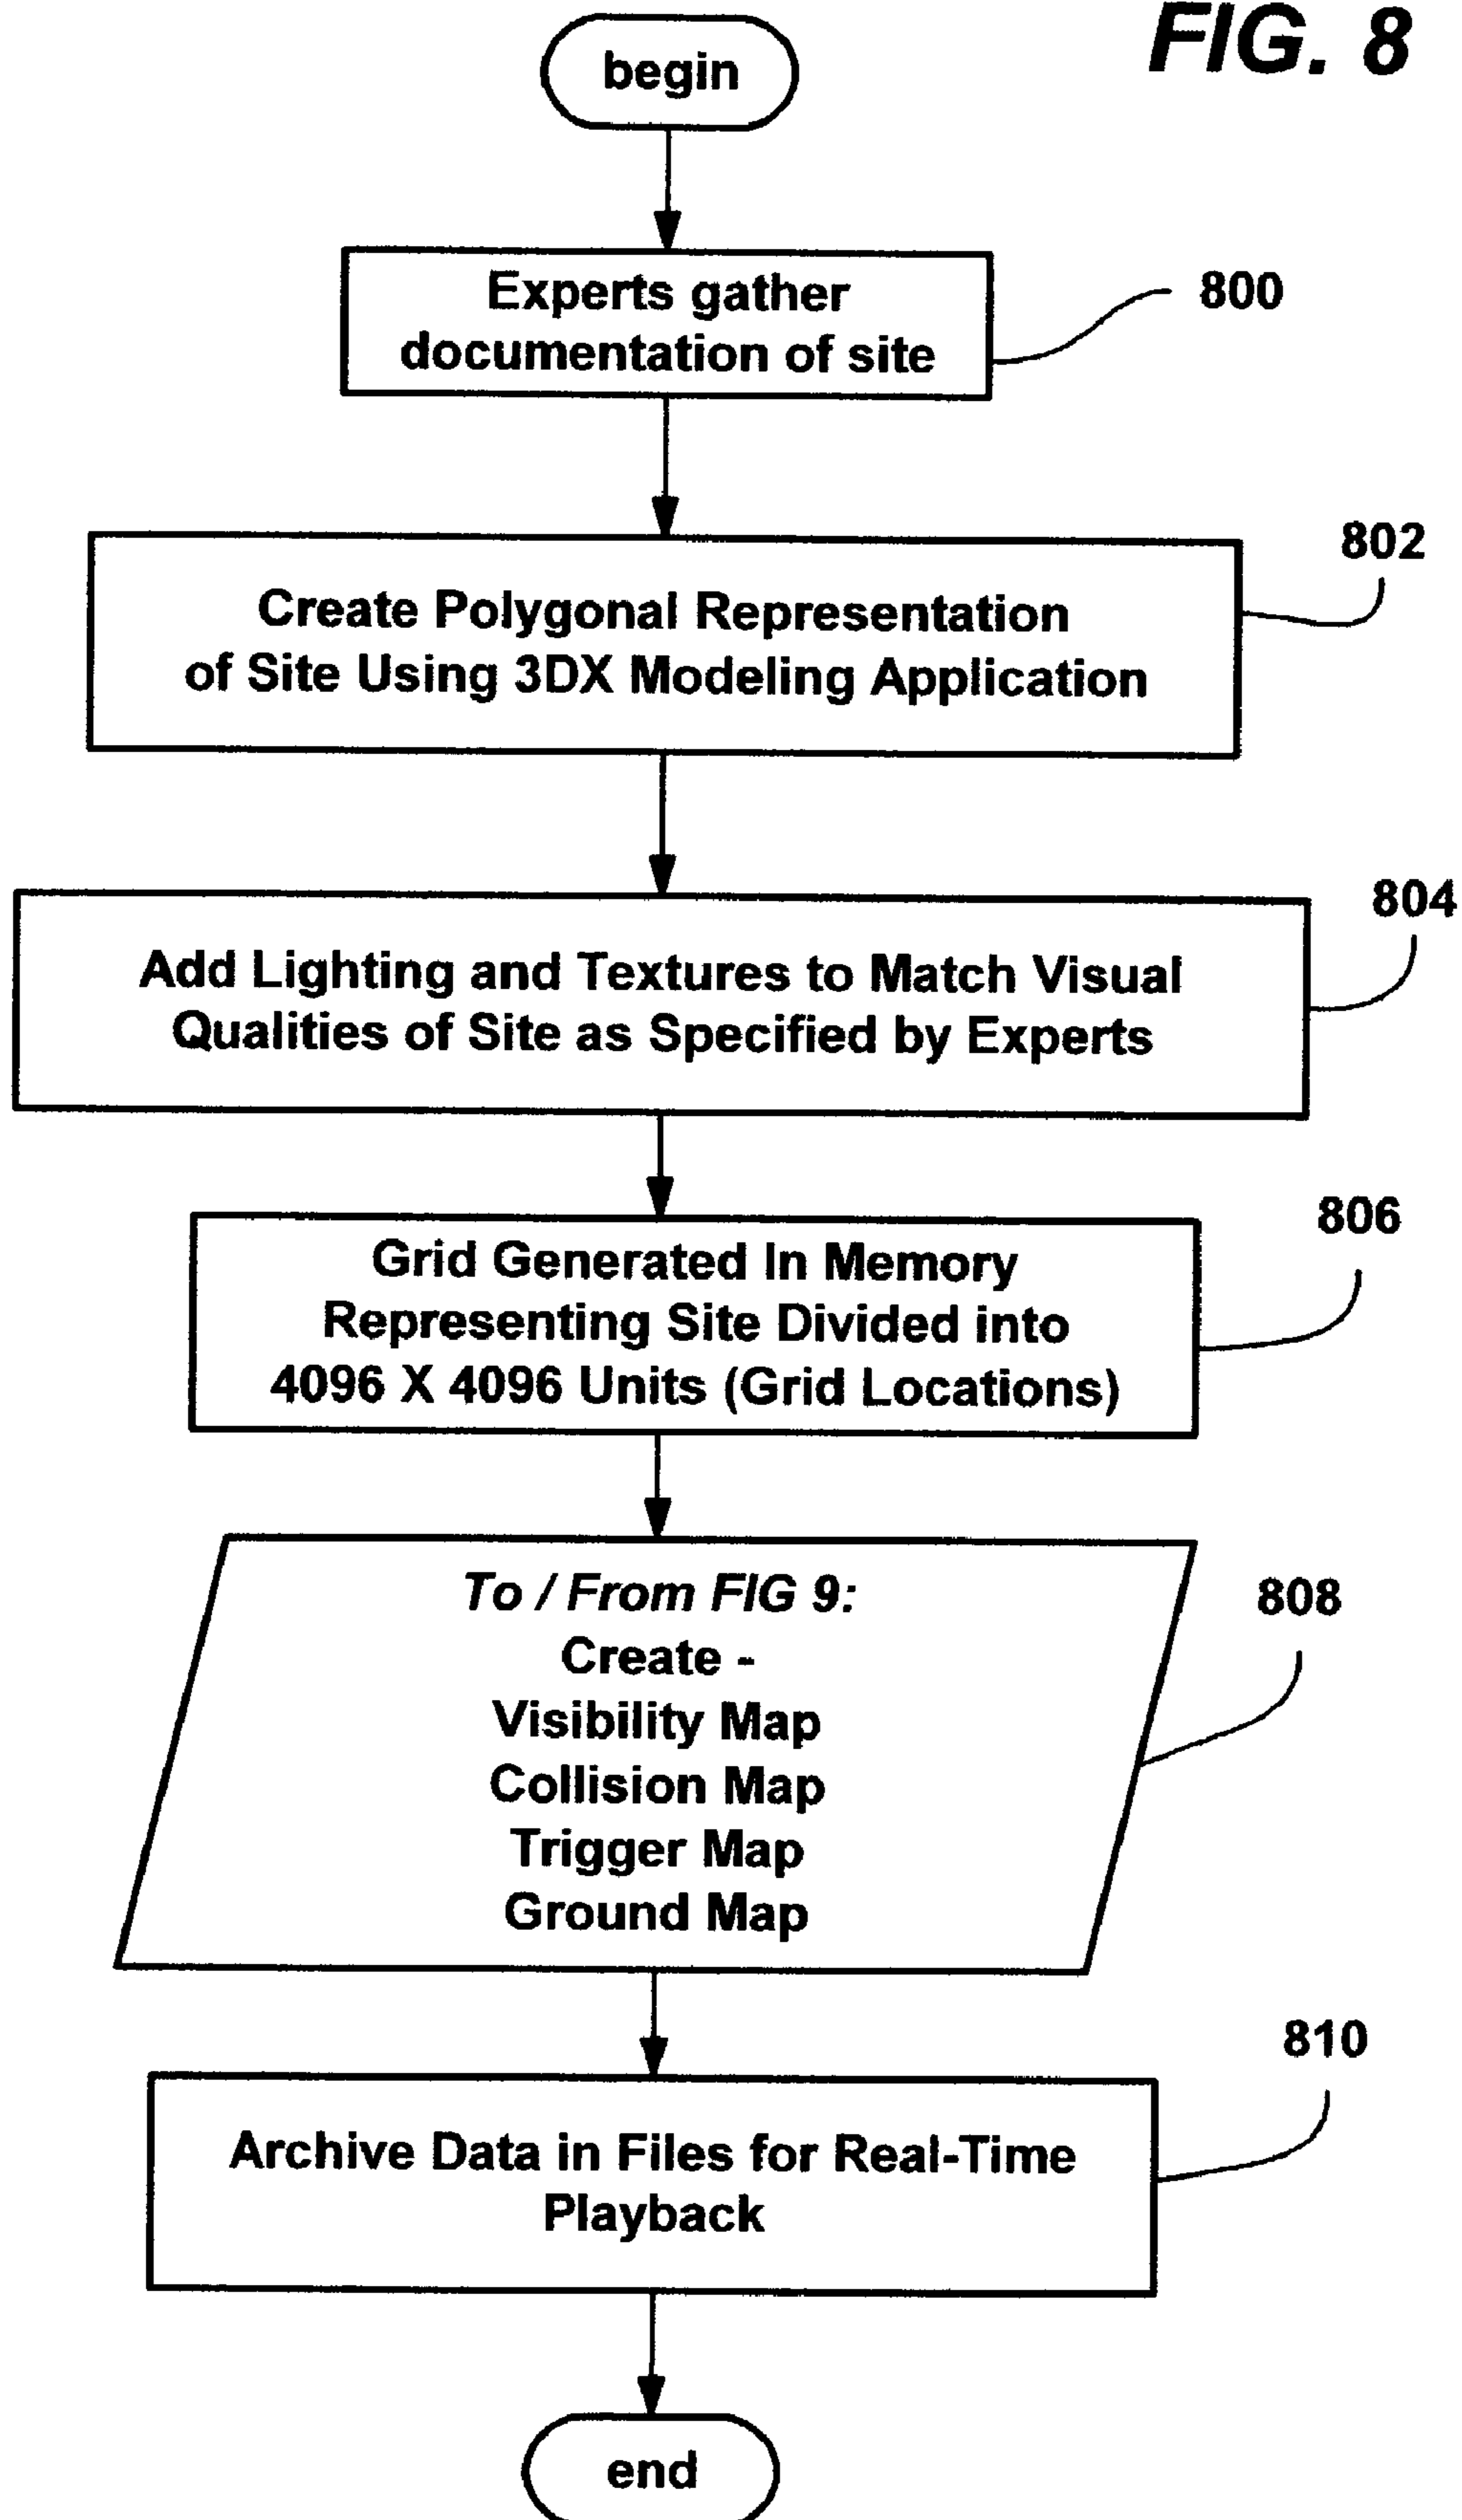 FIG. 8
begin
Experts gather
documentation of site
800
Create Polygonal Representation
of Site Using 3DX Modeling Application
802
Add Lighting and Textures to Match Visual
Qualities of Site as Specified by Experts
804
Grid Generated In Memory
Representing Site Divided into
4096 X 4096 Units (Grid Locations)
806
To / From FIG 9:
Create -
Visibility Map
Collision Map
Trigger Map
Ground Map
808
Archive Data in Files for Real-Time
Playback
810
end